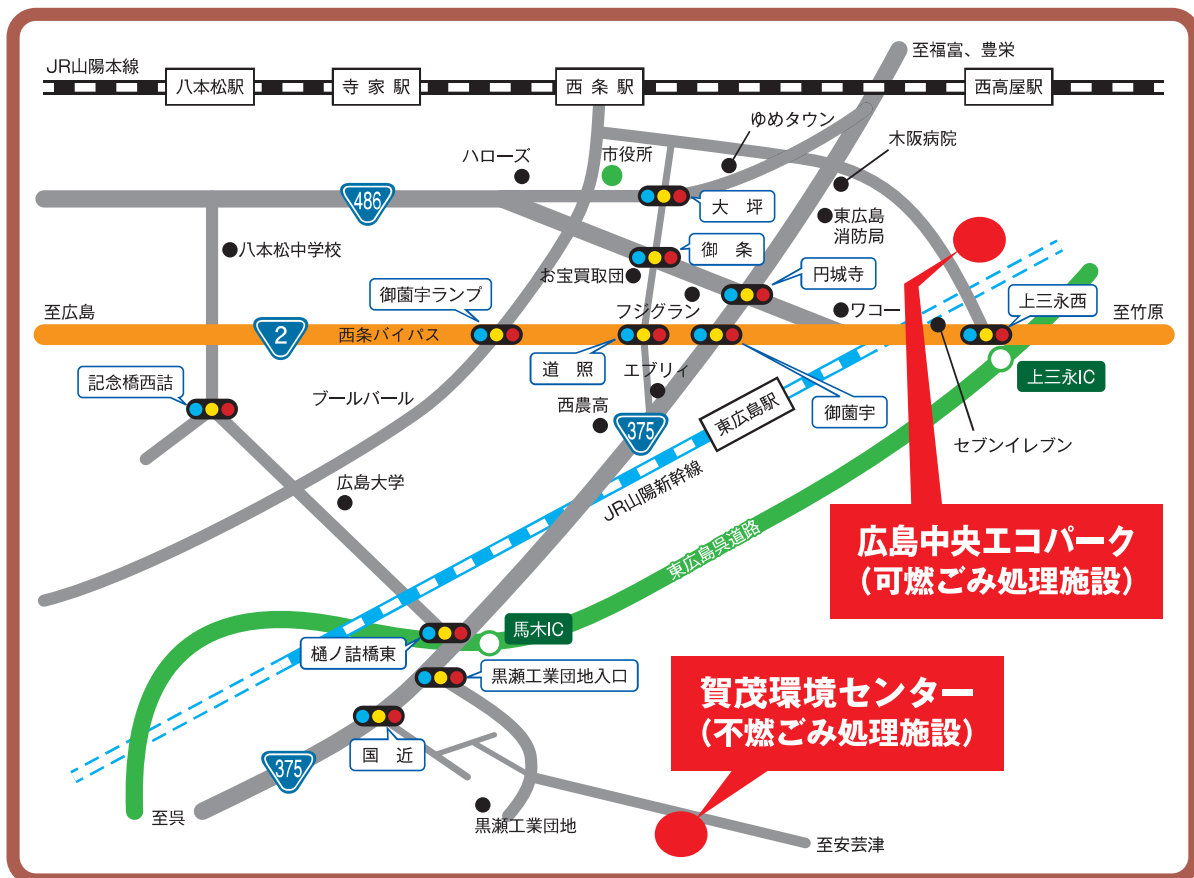 至福富、豊栄
JR山陽本線
八本松駅
寺家駅
西条駅
西高屋駅
ゆめタウン
木阪病院
ハローズ
市役所
486
大坪
東広島
消防局
八本松中学校
御条
お宝買取団
円城寺
御薗宇ランプ
フジグラン
ワコー
上三永西
至広島
至竹原
2
西条バイパス
道照
エブリィ
上三永IC
記念橋西詰
ブールバール
西農高
375
東広島駅
御薗宇
セブンイレブン
広島大学
JR山陽新幹線
東広島呉道路
広島中央エコパーク
(可燃ごみ処理施設)
馬木IC
樋ノ詰橋東
黒瀬工業団地入口
賀茂環境センター
(不燃ごみ処理施設)
国近
375
至呉
黒瀬工業団地
至安芸津